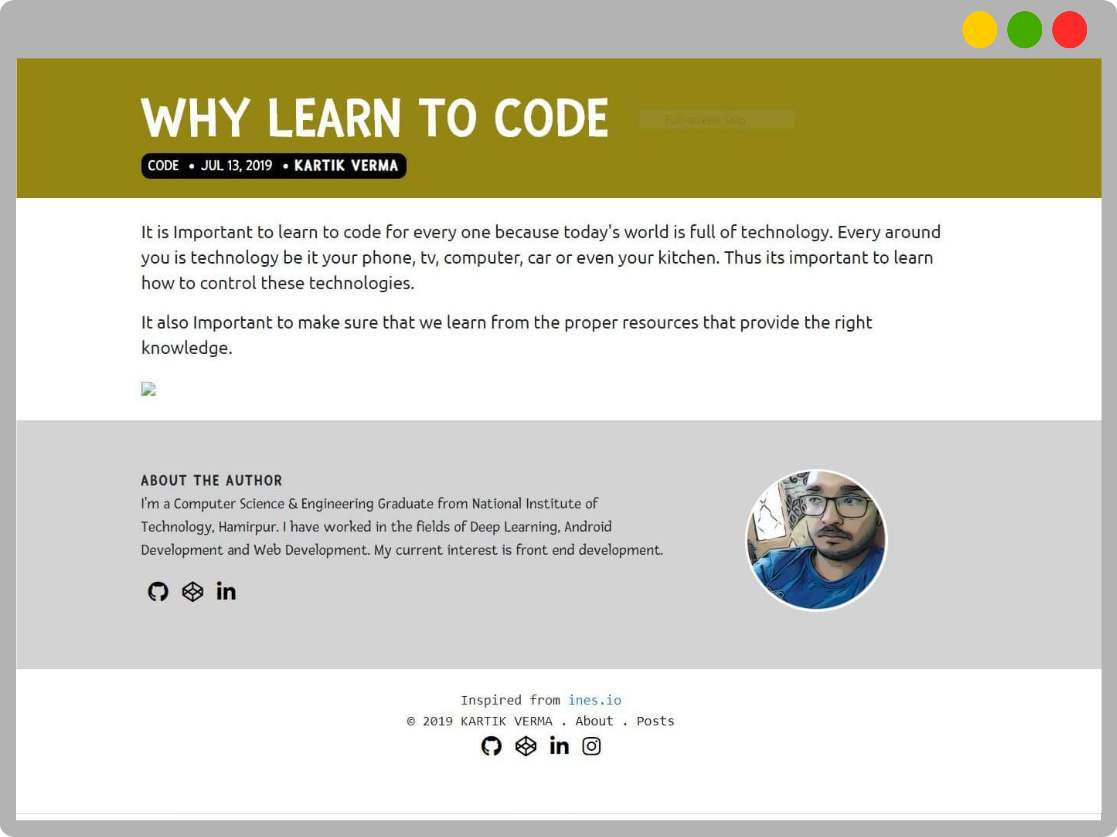 WHY LEARN TO CODE
CODE • JUL 13, 2019 • KARTIK VERMA
It is Important to learn to code for every one because today's world is full of technology. Every around
you is technology be it your phone, tv, computer, car or even your kitchen. Thus its important to learn
how to control these technologies.
It also Important to make sure that we learn from the proper resources that provide the right
knowledge.
ABOUT THE AUTHOR
I'm a Computer Science & Engineering Graduate from National Institute of
Technology, Hamirpur. I have worked in the fields of Deep Learning, Android
Development and Web Development. My current interest is front end development.
in
Inspired from ines.io
© 2019 KARTIK VERMA . About . Posts
in